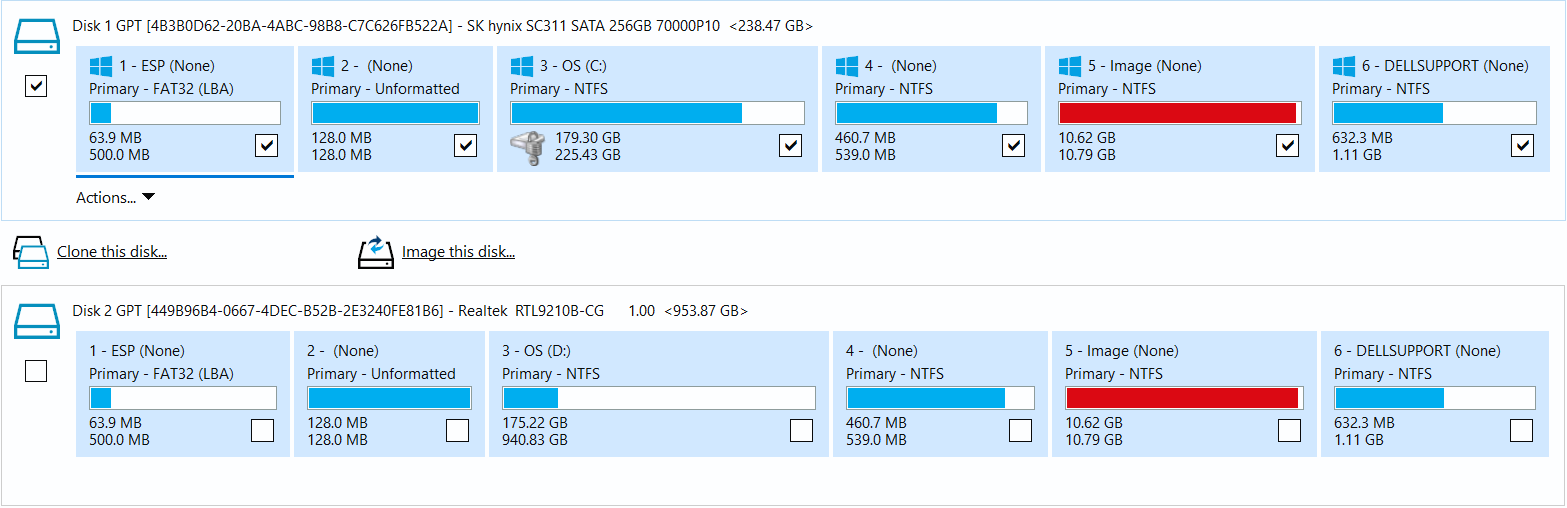 Disk 1 GPT [4B3B0D62-20BA-4ABC-98B8-C7C626FB522A] - SK hynix SC311 SATA 256GB 70000P10 <238.47 GB>
1 - ESP (None)
Primary - FAT32 (LBA)
63.9 MB
500.0 MB
2 - (None)
Primary - Unformatted
128.0 MB
128.0 MB
3 - OS (C:)
Primary - NTFS
179.30 GB
225.43 GB
4 - (None)
Primary - NTFS
460.7 MB
539.0 MB
5 - Image (None)
Primary - NTFS
10.62 GB
10.79 GB
6 - DELLSUPPORT (None)
Primary - NTFS
632.3 MB
1.11 GB
Actions...
Clone this disk...
Image this disk...
Disk 2 GPT [449B96B4-0667-4DEC-B52B-2E3240FE81B6] - Realtek RTL9210B-CG 1.00 <953.87 GB>
1 - ESP (None)
Primary - FAT32 (LBA)
63.9 MB
500.0 MB
2 - (None)
Primary - Unformatted
128.0 MB
128.0 MB
3 - OS (D:)
Primary - NTFS
175.22 GB
940.83 GB
4 - (None)
Primary - NTFS
460.7 MB
539.0 MB
5 - Image (None)
Primary - NTFS
10.62 GB
10.79 GB
6 - DELLSUPPORT (None)
Primary - NTFS
632.3 MB
1.11 GB